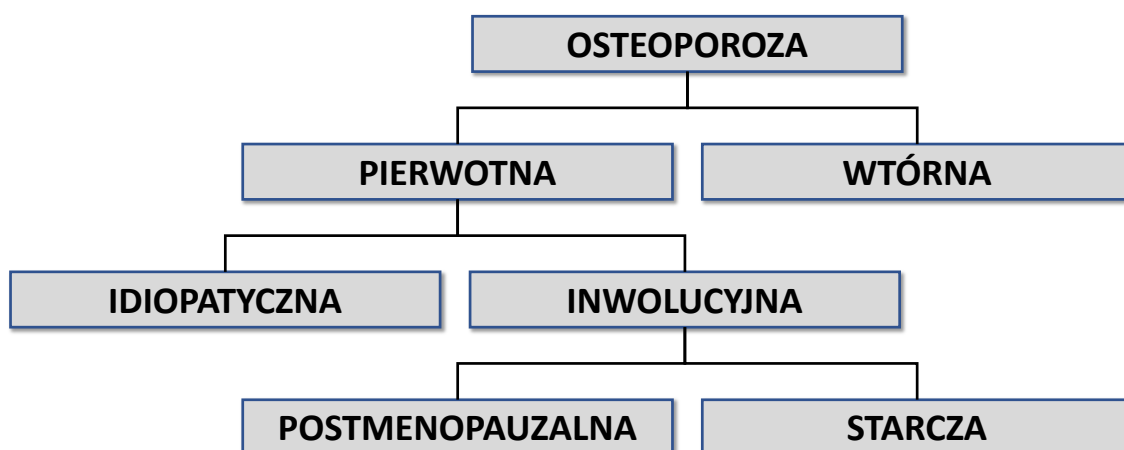 OSTEOPOROZA
PIERWOTNA
WTÓRNA
IDIOPATYCZNA
INWOLUCYJNA
POSTMENOPAUZALNA
STARCZA